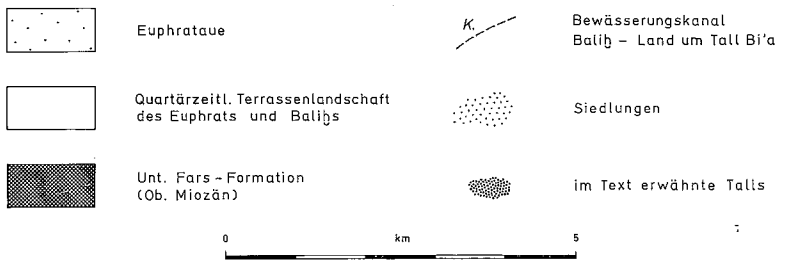 Euphrataue
Quartärzeitl. Terrassenlandschaft
des Euphrats und Baliḫs
Unt. Fars-Formation
(Ob. Miozän)
K.
Bewässerungskanal
Baliḫ - Land um Tall Bi'a
Siedlungen
im Text erwähnte Talls
0 km 5